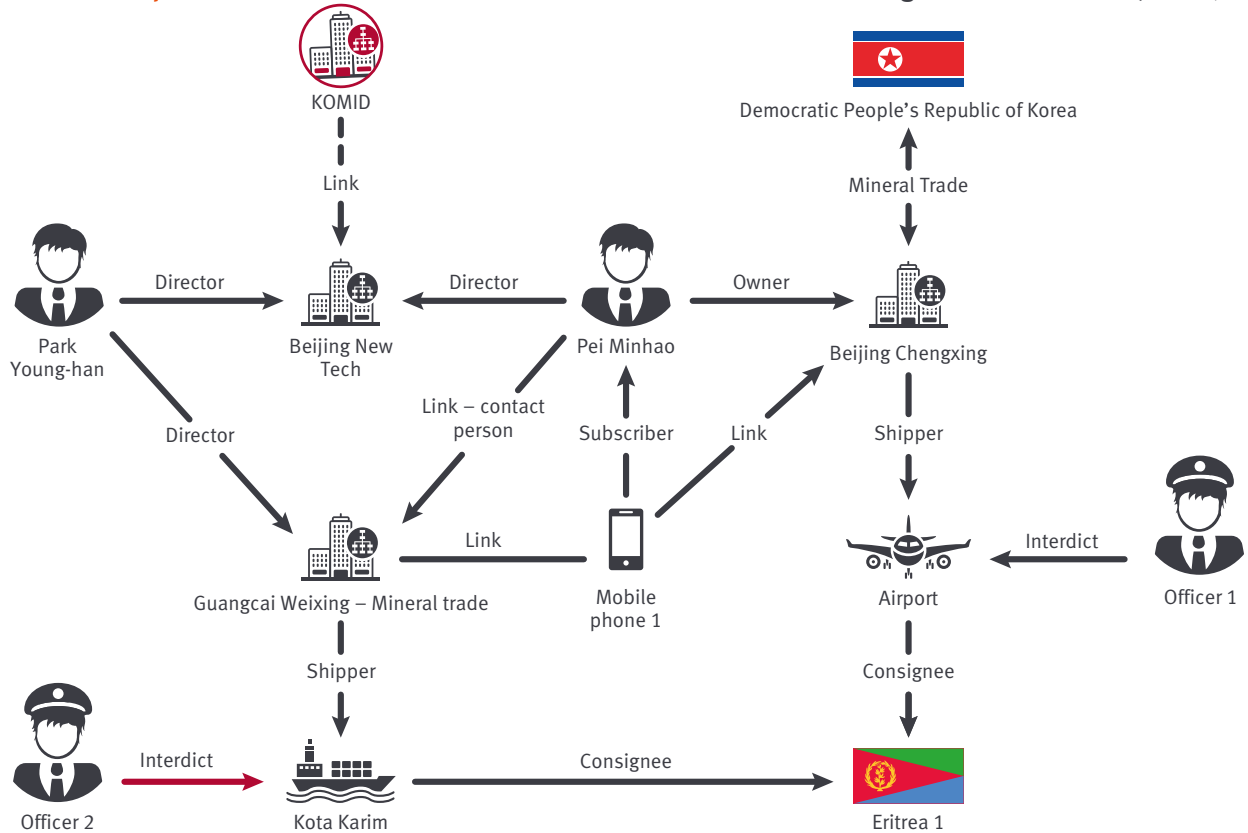 KOMID
Democratic People's Republic of Korea
Link
Mineral Trade
Director
Director
Owner
Park
Young-han
Beijing New
Tech
Pei Minhao
Beijing Chengxing
Link – contact
person
Director
Subscriber
Link
Shipper
Link
Interdict
Guangcai Weixing – Mineral trade
Mobile
phone 1
Airport
Officer 1
Shipper
Consignee
Interdict
Consignee
Officer 2
Kota Karim
Eritrea 1